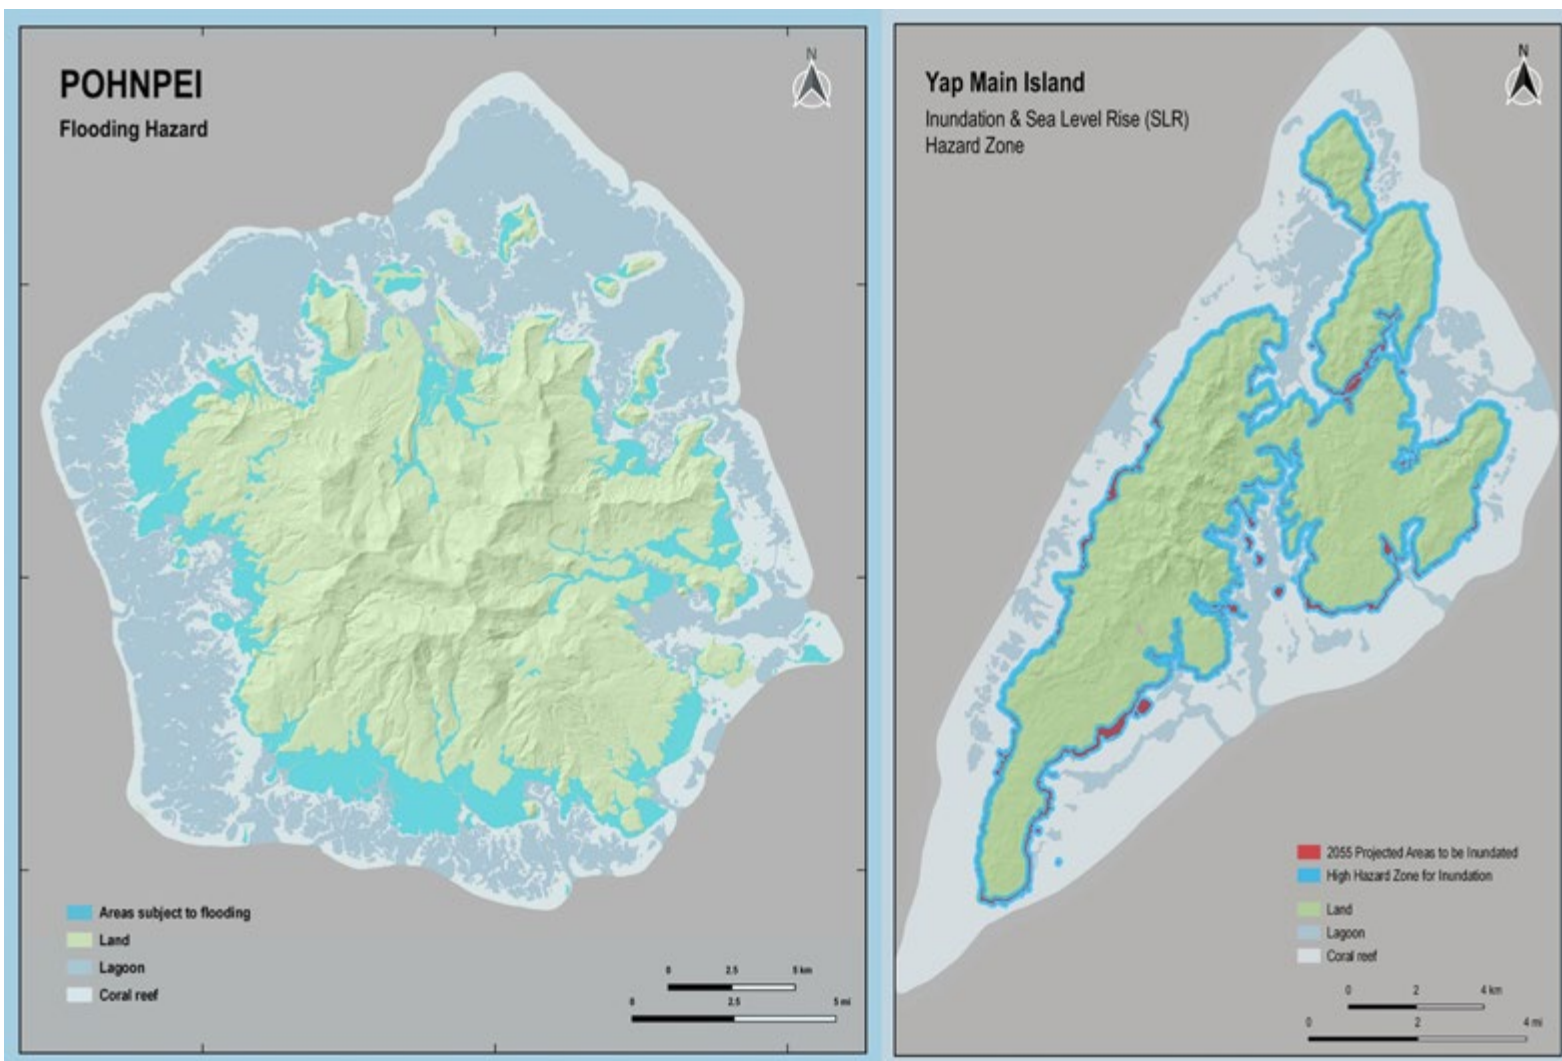 POHNPEI
Flooding Hazard
N
Areas subject to flooding
Land
Lagoon
Coral reef
0 2.5 5 km
0 2.5 5 mi
Yap Main Island
Inundation & Sea Level Rise (SLR)
Hazard Zone
N
2055 Projected Areas to be Inundated
High Hazard Zone for Inundation
Land
Lagoon
Coral reef
0 2 4 km
0 2 4 mi